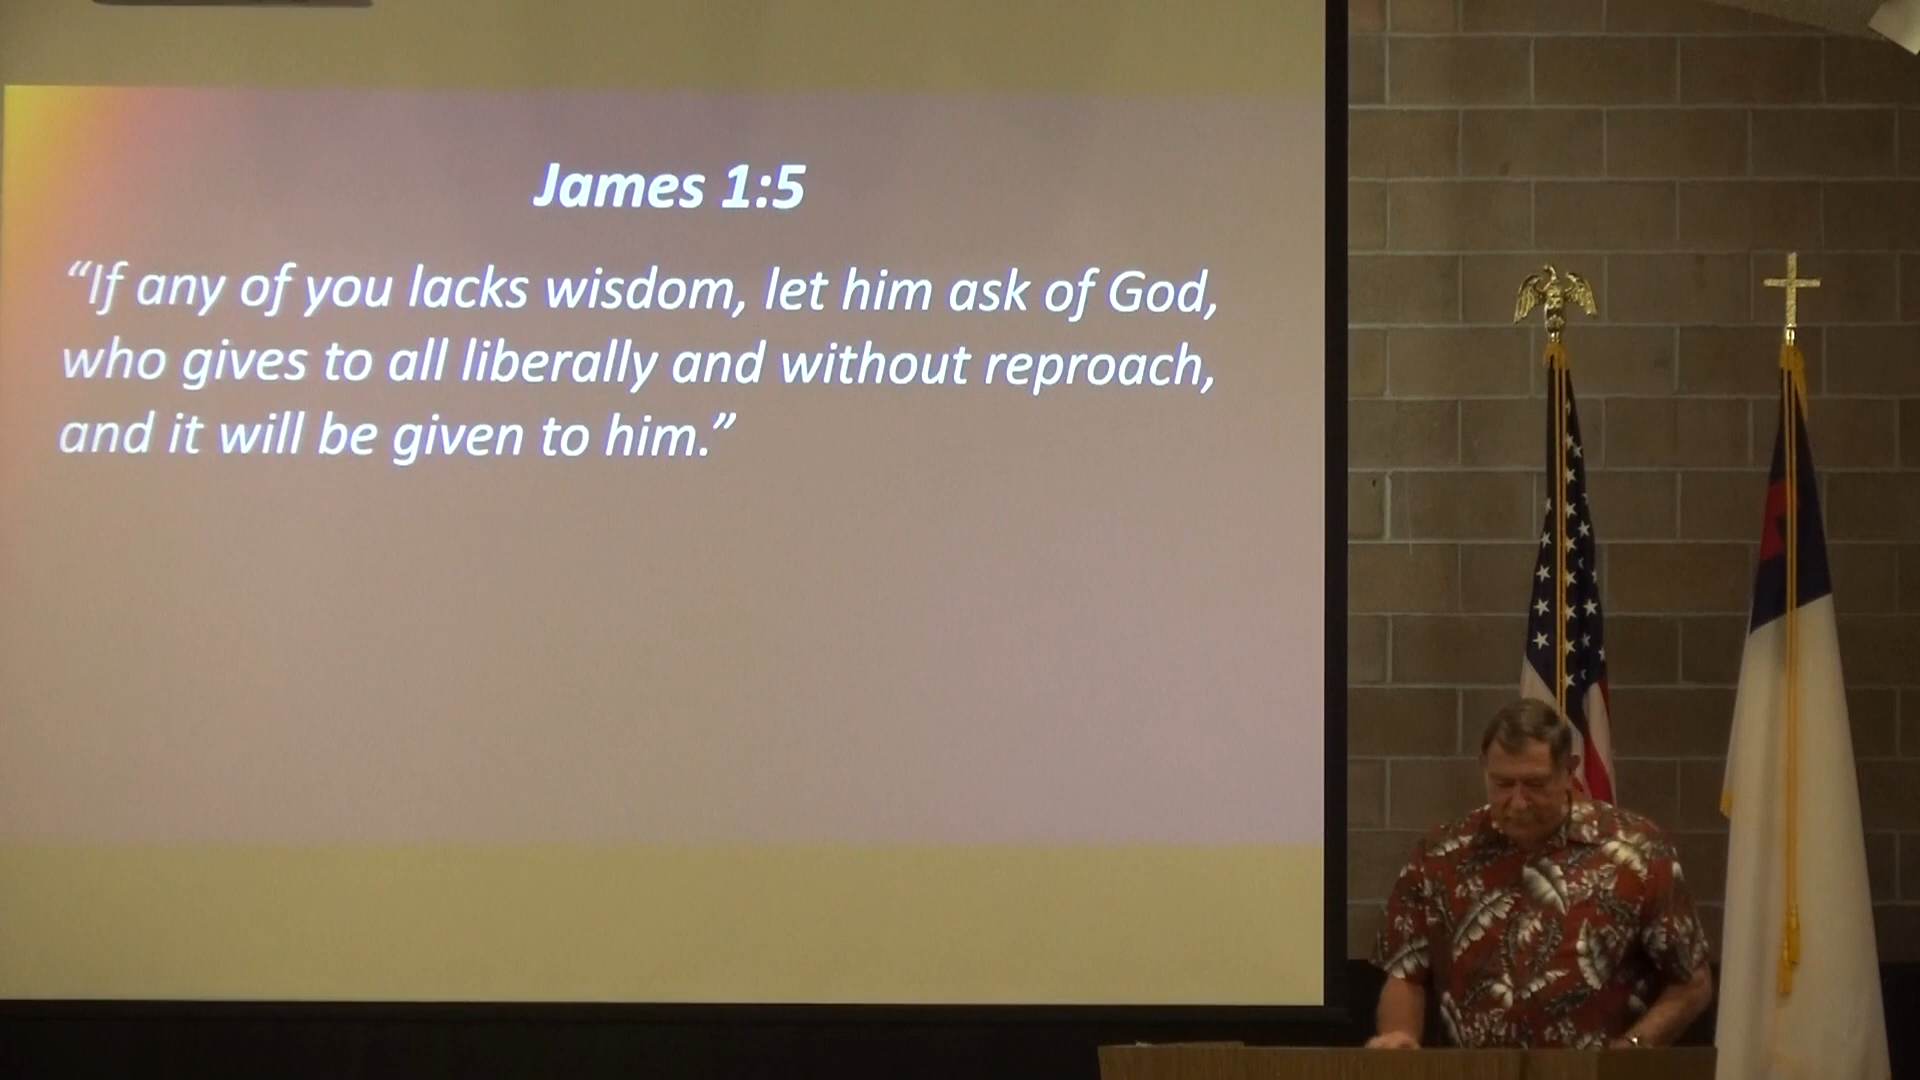 James 1:5
“If any of you lacks wisdom, let him ask of God,
who gives to all liberally and without reproach,
and it will be given to him.”